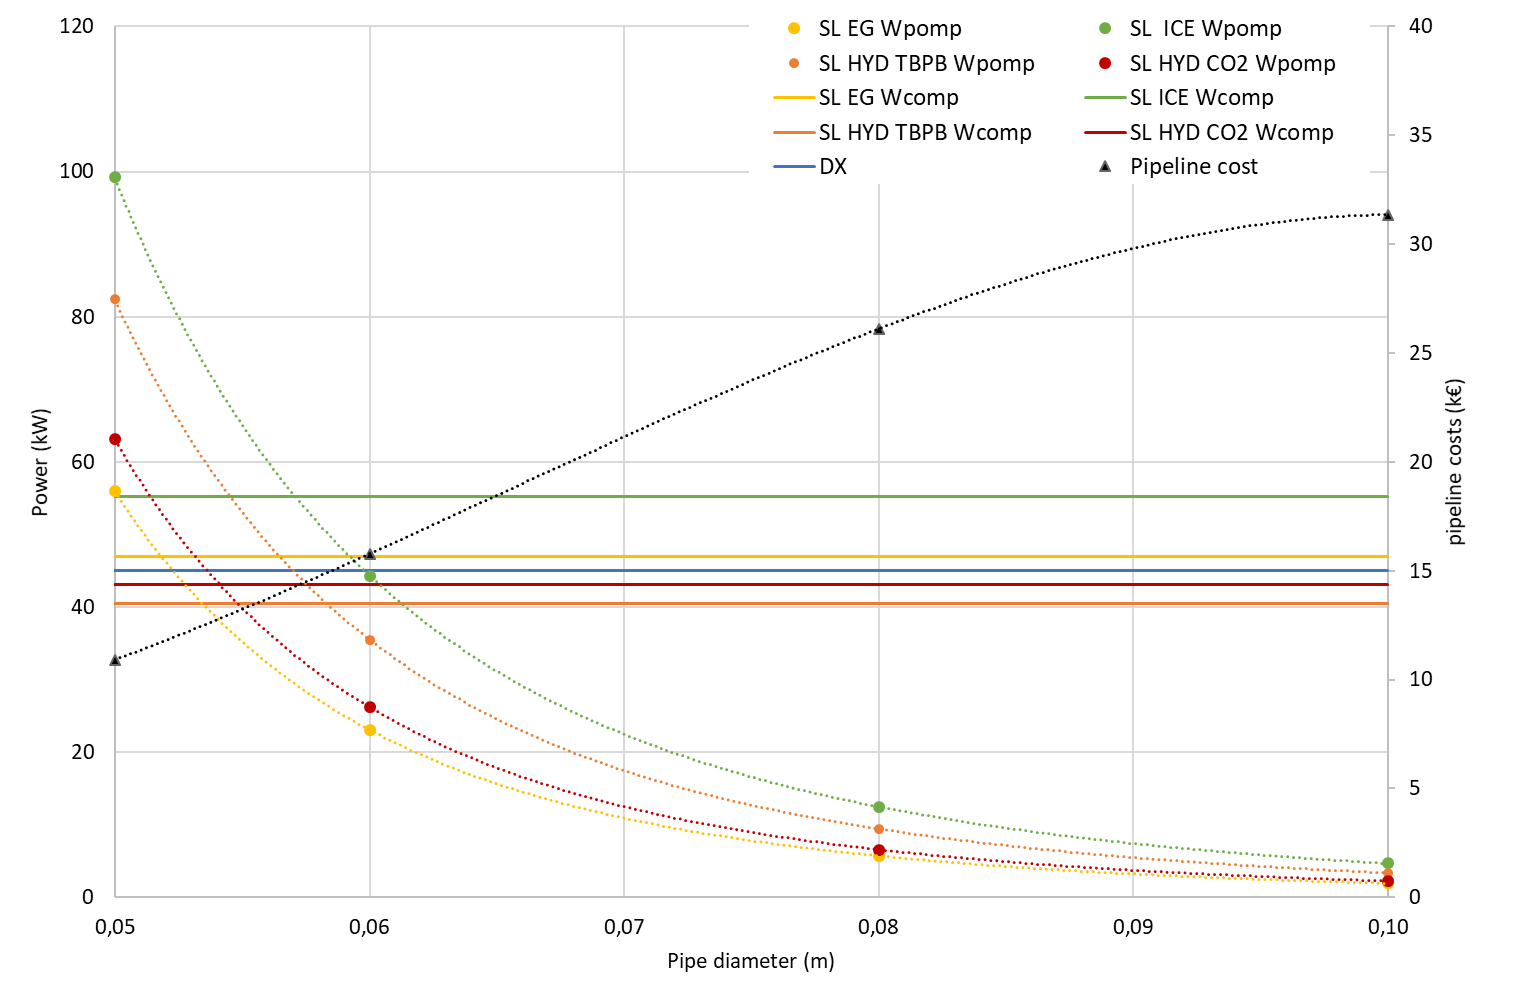 120
100
80
60
40
20
0
Power (kW)
SL EG Wpomp
SL  ICE Wpomp
SL HYD TBPB Wpomp
SL HYD CO2 Wpomp
SL EG Wcomp
SL ICE Wcomp
SL HYD TBPB Wcomp
SL HYD CO2 Wcomp
DX
Pipeline cost
40
35
30
25
20
15
10
5
0
pipeline costs (k€)
0,05
0,06
0,07
0,08
0,09
0,10
Pipe diameter (m)